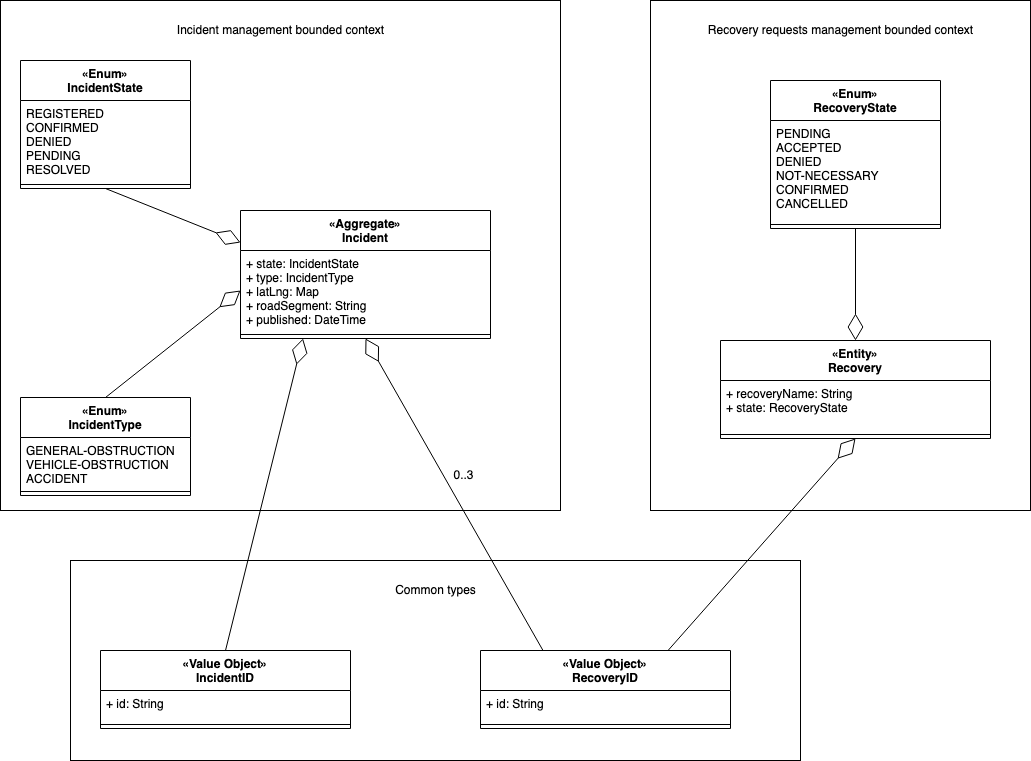 Incident management bounded context
«Enum»
IncidentState
REGISTERED
CONFIRMED
DENIED
PENDING
RESOLVED
«Aggregate»
Incident
+ state: IncidentState
+ type: IncidentType
+ latLng: Map
+ roadSegment: String
+ published: DateTime
«Enum»
IncidentType
GENERAL-OBSTRUCTION
VEHICLE-OBSTRUCTION
ACCIDENT
0..3
Recovery requests management bounded context
«Enum»
RecoveryState
PENDING
ACCEPTED
DENIED
NOT-NECESSARY
CONFIRMED
CANCELLED
«Entity»
Recovery
+ recoveryName: String
+ state: RecoveryState
Common types
«Value Object»
IncidentID
+ id: String
«Value Object»
RecoveryID
+ id: String